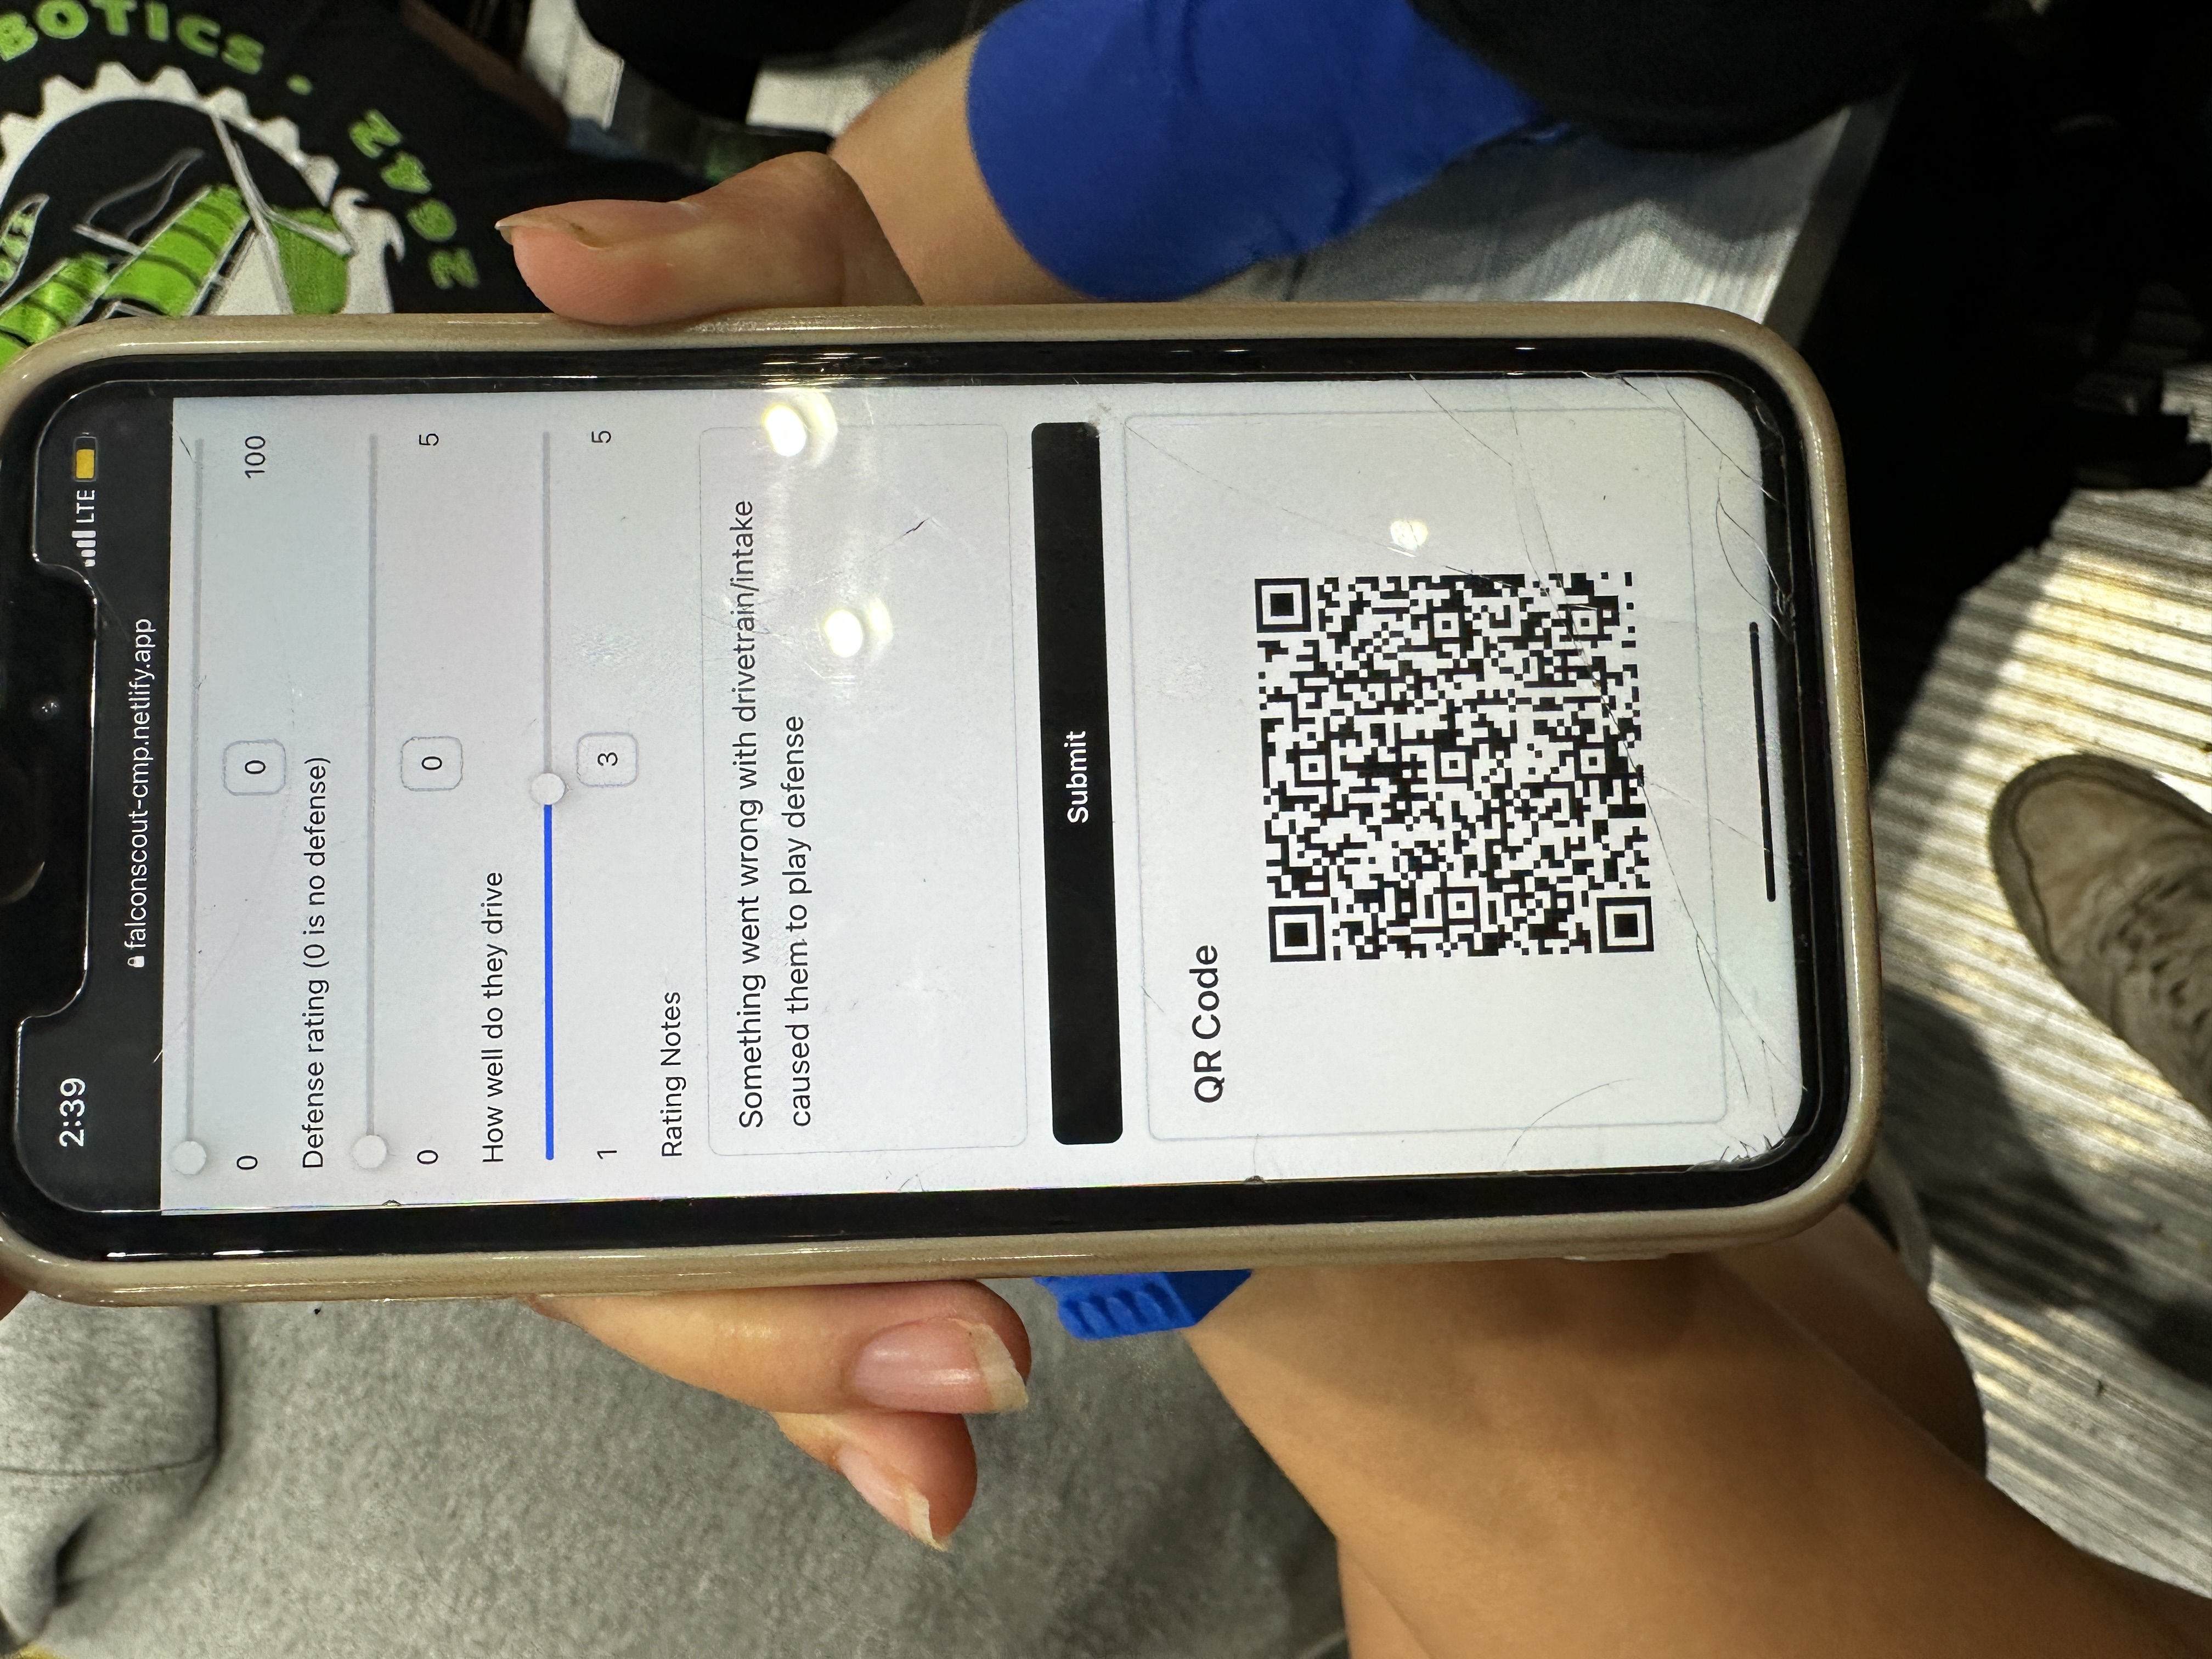 2:39
LTE
falconscout-cmp.netlify.app
0 0 100
Defense rating (0 is no defense)
0 0 5
How well do they drive
1 3 5
Rating Notes
Something went wrong with drivetrain/intake
caused them to play defense
Submit
QR Code
BOTICS • 2642